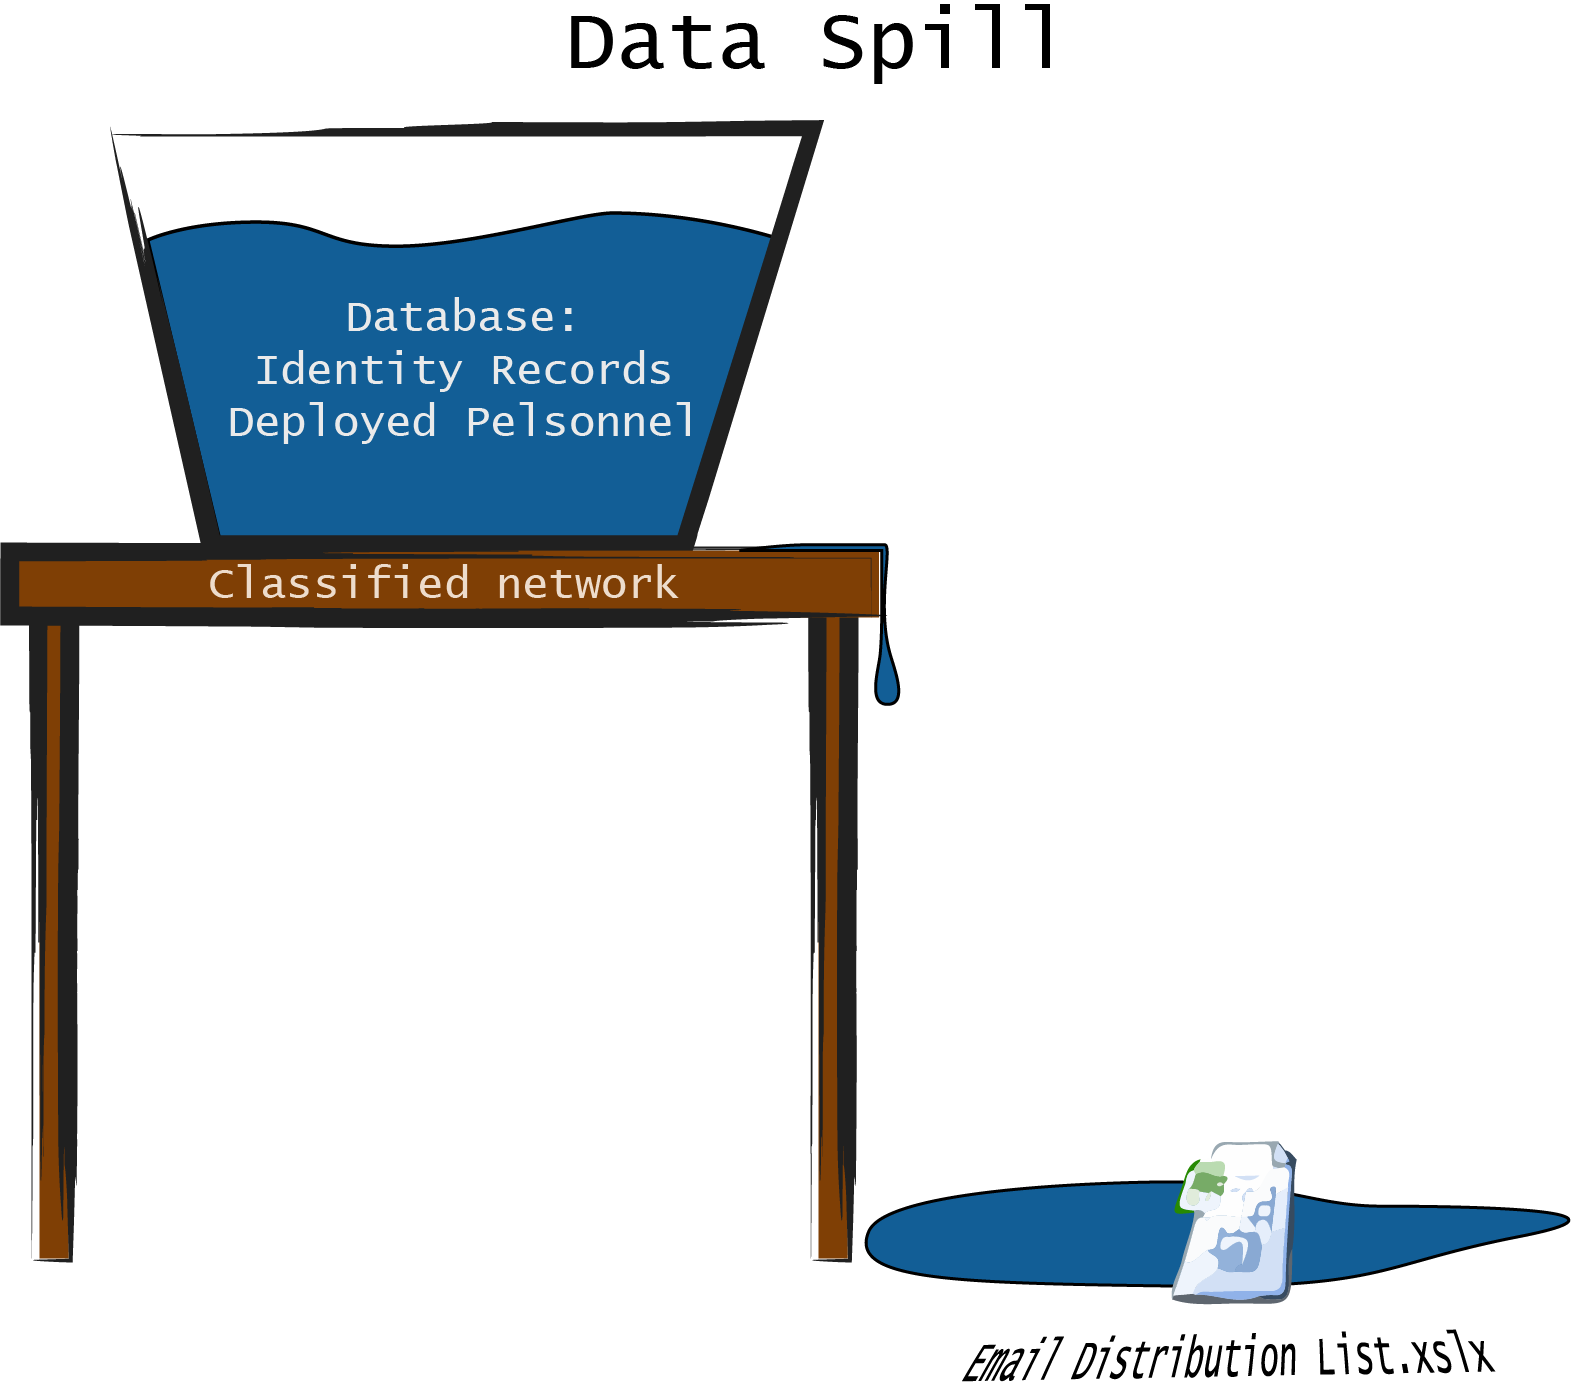 Data Spill
Database:
Identity Records
Deployed Pelsonnel
Classified network
Email Distribution List.xslx